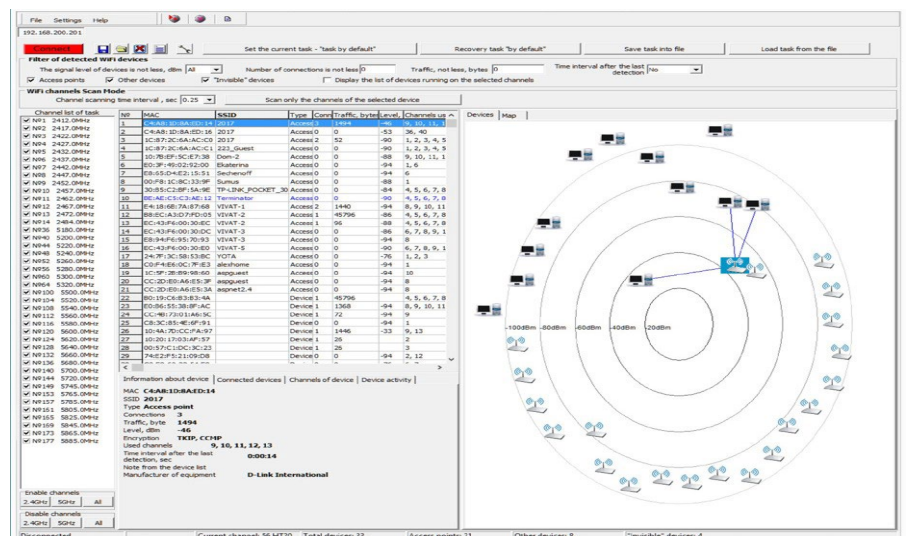 File Settings Help
192.168.200.201
Connect
Set the current task - "task by default"
Recovery task "by default"
Save task into file
Load task from the file
Filter of detected WiFi devices
The signal level of devices is not less, dBm All
Number of connections is not less 0
Traffic, not less, bytes 0
Time interval after the last detection No
Access points
Other devices
"Invisible" devices
Display the list of devices running on the selected channels
WiFi channels Scan Mode
Channel scanning time interval , sec 0.25
Scan only the channels of the selected device
Channel list of task
№1 2412.0MHz
№2 2417.0MHz
№3 2422.0MHz
№4 2427.0MHz
№5 2432.0MHz
№6 2437.0MHz
№7 2442.0MHz
№8 2447.0MHz
№9 2452.0MHz
№10 2457.0MHz
№11 2462.0MHz
№12 2467.0MHz
№13 2472.0MHz
№14 2484.0MHz
№36 5180.0MHz
№40 5200.0MHz
№44 5220.0MHz
№48 5240.0MHz
№52 5260.0MHz
№56 5280.0MHz
№60 5300.0MHz
№64 5320.0MHz
№100 5500.0MHz
№104 5520.0MHz
№108 5540.0MHz
№112 5560.0MHz
№116 5580.0MHz
№120 5600.0MHz
№124 5620.0MHz
№128 5640.0MHz
№132 5660.0MHz
№136 5680.0MHz
№140 5700.0MHz
№144 5720.0MHz
№149 5745.0MHz
№153 5765.0MHz
№157 5785.0MHz
№161 5805.0MHz
№165 5825.0MHz
№169 5845.0MHz
№173 5865.0MHz
№177 5885.0MHz
Enable channels
2.4GHz 5GHz All
Disable channels
2.4GHz 5GHz All
№ MAC SSID Type Conn Traffic, bytes Level, Channels us
1 C4:A8:1D:8A:ED:14 2017 Access 3 1494 -46 9, 10, 11, 1
2 C4:A8:1D:8A:ED:16 2017 Access 0 0 -53 36, 40
3 1C:87:2C:6A:AC:C0 2017 Access 2 52 -90 1, 2, 3, 4, 5
4 1C:87:2C:6A:AC:C1 223_Guest Access 0 0 -90 1, 2, 3, 4, 5
5 10:7B:EF:5C:E7:38 Dom-2 Access 0 0 -88 9, 10, 11, 1
6 E0:3F:49:02:92:00 Ekaterina Access 0 0 -94 1, 6
7 E8:65:D4:E2:15:51 Sechenoff Access 0 0 -94 6
8 00:F8:1C:8C:33:9F Sumus Access 0 0 -88 1
9 30:B5:C2:BF:5A:9E TP-LINK_POCKET_30 Access 0 0 -84 4, 5, 6, 7, 8
10 BE:AE:C5:C3:AE:12 Terminator Access 0 0 -90 4, 5, 6, 7, 8
11 E4:18:6B:7A:87:68 VIVAT-1 Access 2 1440 -94 8, 9, 10, 11
12 B8:EC:A3:D7:FD:05 VIVAT-2 Access 1 45796 -86 4, 5, 6, 7, 8
13 EC:43:F6:00:30:EC VIVAT-3 Access 1 96 -88 4, 5, 6, 7, 8
14 EC:43:F6:00:30:DC VIVAT-3 Access 0 0 -86 6, 7, 8, 9, 1
15 E8:94:F6:95:70:93 VIVAT-3 Access 0 0 -94 8
16 EC:43:F6:00:30:E0 VIVAT-5 Access 0 0 -90 6, 7, 8, 9, 1
17 24:7F:3C:58:53:BC YOTA Access 0 0 -76 1, 2, 3
18 C0:F4:E6:0C:7F:E3 alexhome Access 0 0 -94 1
19 1C:5F:2B:B9:98:60 aspguest Access 0 0 -94 10
20 CC:2D:E0:A6:E5:3F aspguest Access 0 0 -94 8
21 CC:2D:E0:A6:E5:3A aspnet2.4 Access 0 0 -94 8
22 B0:19:C6:B3:B3:4A Device 1 45796 4, 5, 6, 7, 8
23 E0:B6:55:38:8F:AC Device 1 1368 -94 8, 9, 10, 11
24 CC:4B:72:01:A6:5C Device 1 72 -94 9
25 C8:3C:85:4E:6F:91 Device 0 0 -94 1
26 10:4A:7D:CC:FA:97 Device 1 1446 -33 9, 13
27 10:20:17:03:AF:57 Device 1 26 2
28 00:57:C1:DC:3C:23 Device 1 26 3
29 74:E2:F5:21:09:D8 Device 0 0 -94 2, 12
Information about device Connected devices Channels of device Device activity
MAC C4:A8:1D:8A:ED:14
SSID 2017
Type Access point
Connections 3
Traffic, byte 1494
Level, dBm -46
Encryption TKIP, CCMP
Used channels 9, 10, 11, 12, 13
Time interval after the last detection, sec 0:00:14
Note from the device list
Manufacturer of equipment D-Link International
Devices Map
-100dBm -80dBm -60dBm -40dBm -20dBm
Disconnected Current channel: 56 HT20 Total devices: 33 Access points: 21 Other devices: 8 "invisible" devices: 4